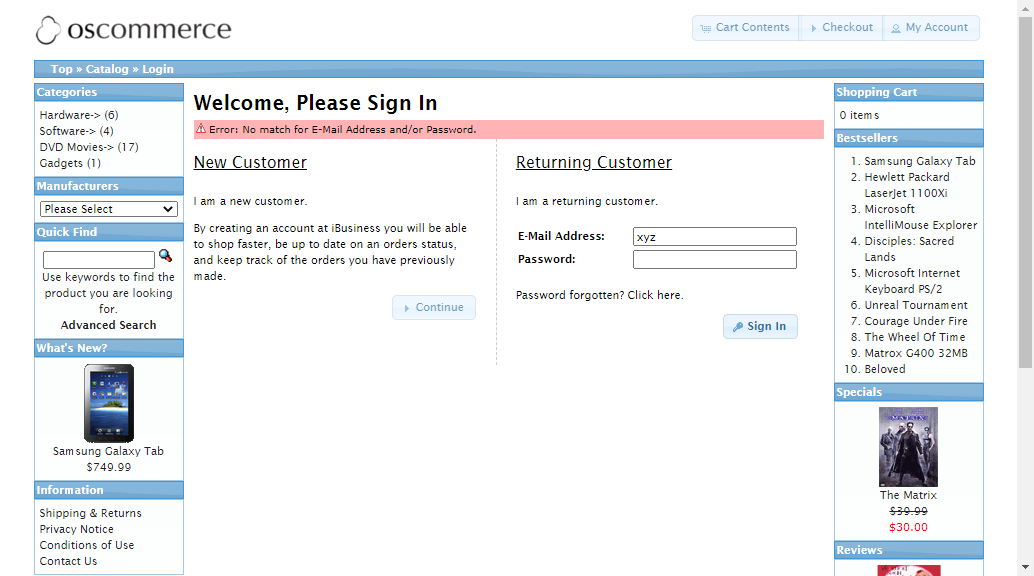 oscommerce
Cart Contents
Checkout
My Account
Top » Catalog » Login
Categories
Hardware-> (6)
Software-> (4)
DVD Movies-> (17)
Gadgets (1)
Manufacturers
Please Select
Quick Find
Use keywords to find the
product you are looking
for.
Advanced Search
What's New?
Samsung Galaxy Tab
$749.99
Information
Shipping & Returns
Privacy Notice
Conditions of Use
Contact Us
Welcome, Please Sign In
Error: No match for E-Mail Address and/or Password.
New Customer
I am a new customer.
By creating an account at iBusiness you will be able
to shop faster, be up to date on an orders status,
and keep track of the orders you have previously
made.
Continue
Returning Customer
I am a returning customer.
E-Mail Address: xyz
Password:
Password forgotten? Click here.
Sign In
Shopping Cart
0 items
Bestsellers
1. Samsung Galaxy Tab
2. Hewlett Packard
LaserJet 1100Xi
3. Microsoft
IntelliMouse Explorer
4. Disciples: Sacred
Lands
5. Microsoft Internet
Keyboard PS/2
6. Unreal Tournament
7. Courage Under Fire
8. The Wheel Of Time
9. Matrox G400 32MB
10. Beloved
Specials
MATRIX
The Matrix
$39.99
$30.00
Reviews